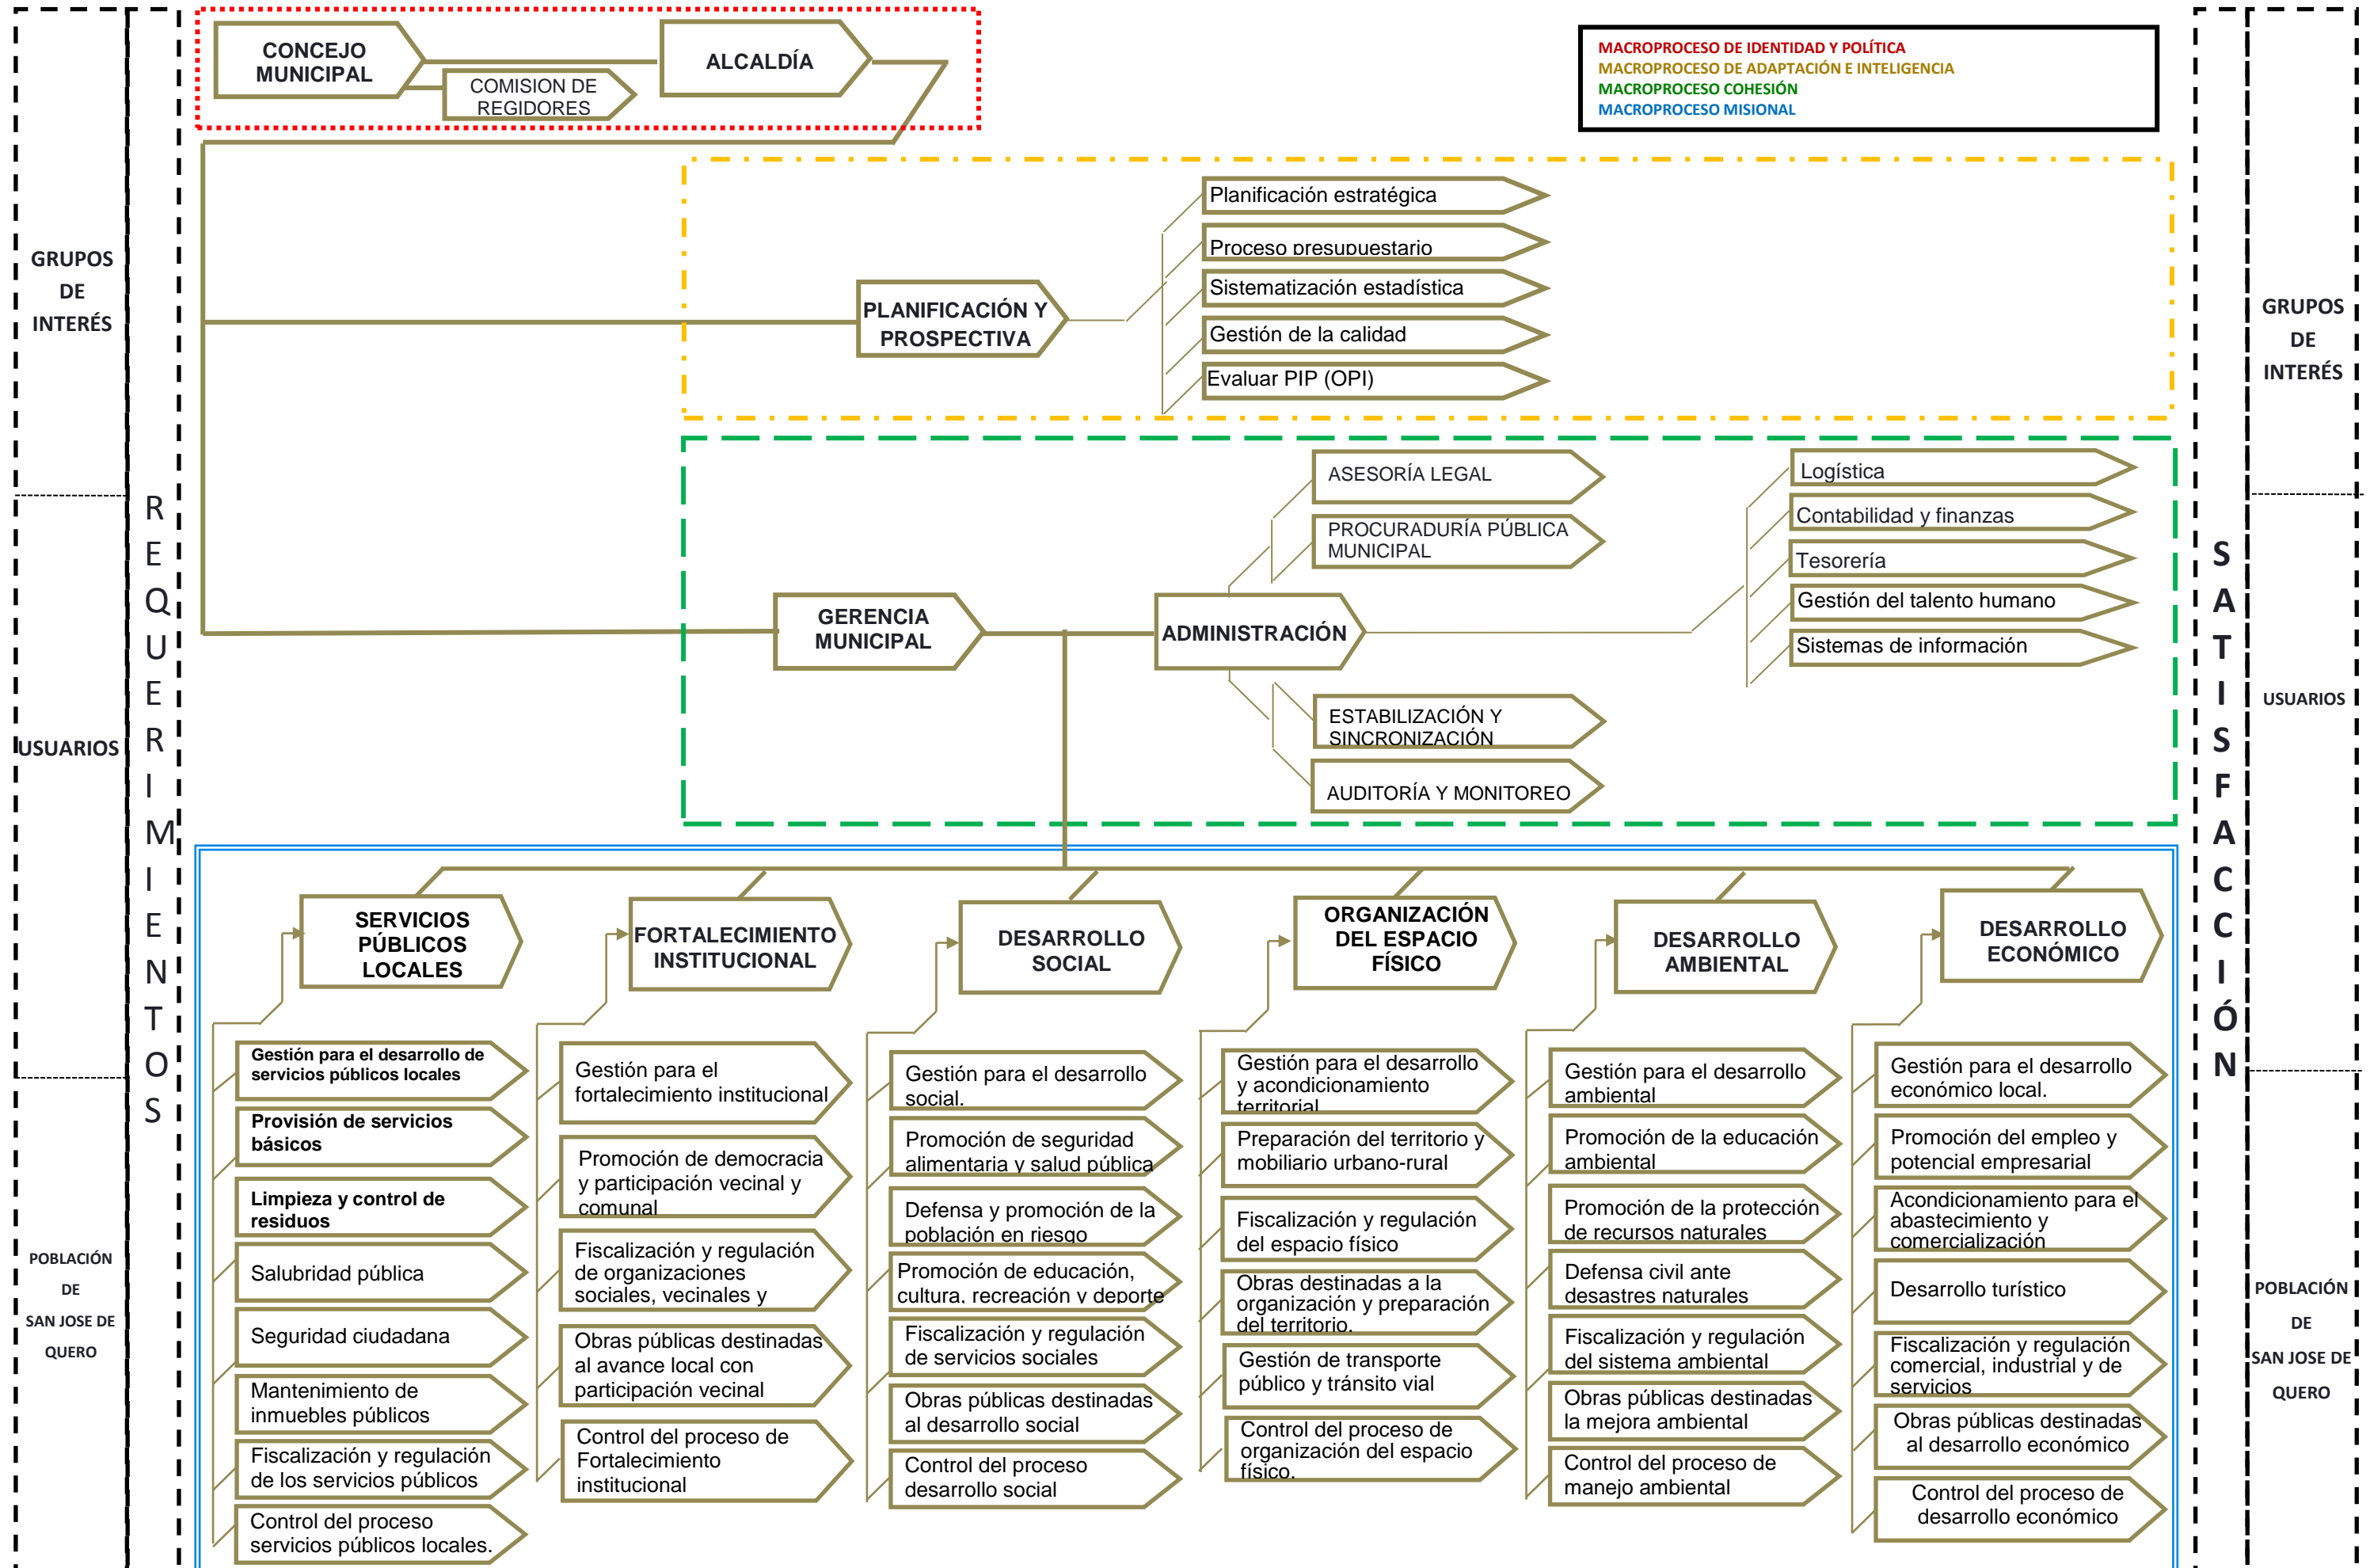 CONCEJO
MUNICIPAL
COMISION DE
REGIDORES
ALCALDÍA
MACROPROCESO DE IDENTIDAD Y POLÍTICA
MACROPROCESO DE ADAPTACIÓN E INTELIGENCIA
MACROPROCESO COHESIÓN
MACROPROCESO MISIONAL
GRUPOS
DE
INTERÉS
USUARIOS
POBLACIÓN
DE
SAN JOSE DE
QUERO
REQUERIMIENTOS
PLANIFICACIÓN Y
PROSPECTIVA
Planificación estratégica
Proceso presupuestario
Sistematización estadística
Gestión de la calidad
Evaluar PIP (OPI)
GERENCIA
MUNICIPAL
ADMINISTRACIÓN
ASESORÍA LEGAL
PROCURADURÍA PÚBLICA
MUNICIPAL
ESTABILIZACIÓN Y
SINCRONIZACIÓN
AUDITORÍA Y MONITOREO
Logística
Contabilidad y finanzas
Tesorería
Gestión del talento humano
Sistemas de información
SERVICIOS
PÚBLICOS
LOCALES
Gestión para el desarrollo de
servicios públicos locales
Provisión de servicios
básicos
Limpieza y control de
residuos
Salubridad pública
Seguridad ciudadana
Mantenimiento de
inmuebles públicos
Fiscalización y regulación
de los servicios públicos
Control del proceso
servicios públicos locales.
FORTALECIMIENTO
INSTITUCIONAL
Gestión para el
fortalecimiento institucional
Promoción de democracia
y participación vecinal y
comunal
Fiscalización y regulación
de organizaciones
sociales, vecinales y
Obras públicas destinadas
al avance local con
participación vecinal
Control del proceso de
Fortalecimiento
institucional
DESARROLLO
SOCIAL
Gestión para el desarrollo
social.
Promoción de seguridad
alimentaria y salud pública
Defensa y promoción de la
población en riesgo
Promoción de educación,
cultura, recreación y deporte
Fiscalización y regulación
de servicios sociales
Obras públicas destinadas
al desarrollo social
Control del proceso
desarrollo social
ORGANIZACIÓN
DEL ESPACIO
FÍSICO
Gestión para el desarrollo
y acondicionamiento
territorial
Preparación del territorio y
mobiliario urbano-rural
Fiscalización y regulación
del espacio físico
Obras destinadas a la
organización y preparación
del territorio.
Gestión de transporte
público y tránsito vial
Control del proceso de
organización del espacio
físico.
DESARROLLO
AMBIENTAL
Gestión para el desarrollo
ambiental
Promoción de la educación
ambiental
Promoción de la protección
de recursos naturales
Defensa civil ante
desastres naturales
Fiscalización y regulación
del sistema ambiental
Obras públicas destinadas
la mejora ambiental
Control del proceso de
manejo ambiental
DESARROLLO
ECONÓMICO
Gestión para el desarrollo
económico local.
Promoción del empleo y
potencial empresarial
Acondicionamiento para el
abastecimiento y
comercialización
Desarrollo turístico
Fiscalización y regulación
comercial, industrial y de
servicios
Obras públicas destinadas
al desarrollo económico
Control del proceso de
desarrollo económico
SATISFACCIÓN
GRUPOS
DE
INTERÉS
USUARIOS
POBLACIÓN
DE
SAN JOSE DE
QUERO